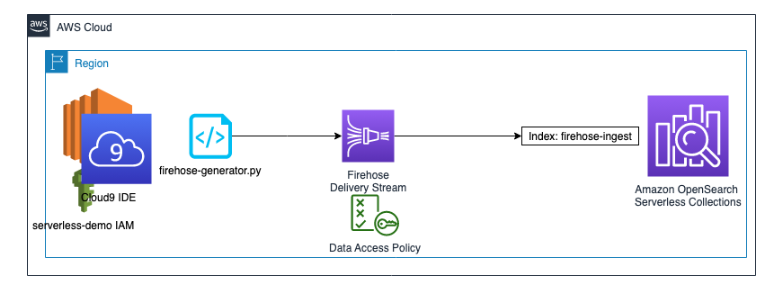 aws
AWS Cloud
Region
9
Cloud9 IDE
serverless-demo IAM
</>
firehose-generator.py
Firehose
Delivery Stream
Data Access Policy
Index: firehose-ingest
Amazon OpenSearch
Serverless Collections